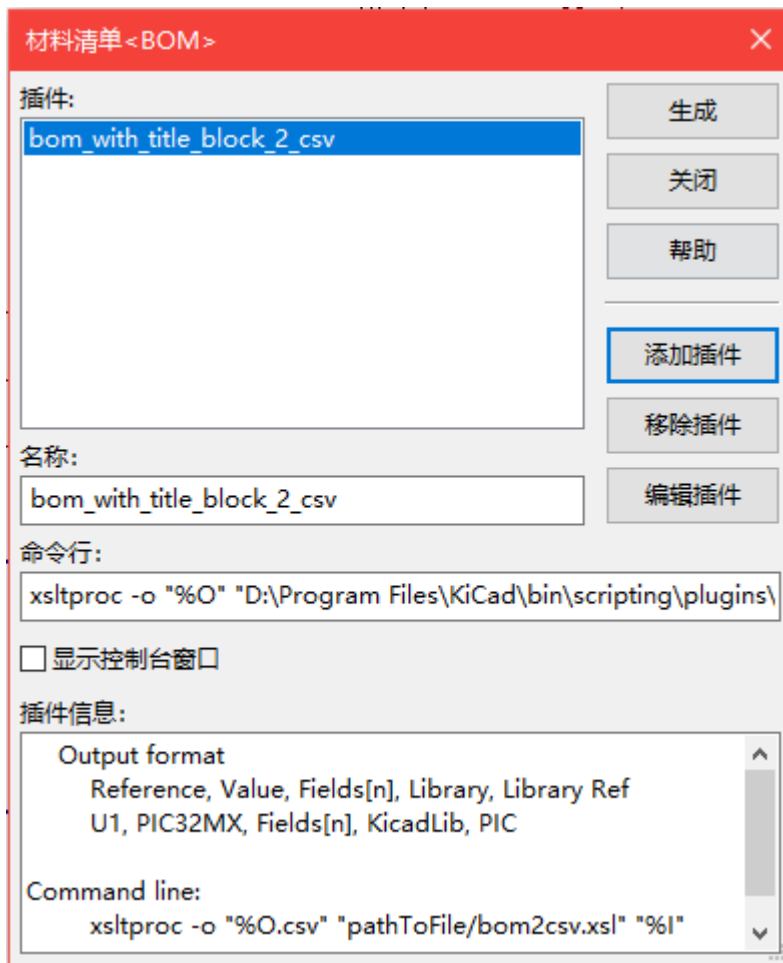 材料清单<BOM>
插件:
bom_with_title_block_2_csv
生成
关闭
帮助
添加插件
移除插件
编辑插件
名称:
bom_with_title_block_2_csv
命令行:
xsltproc -o "%O" "D:\Program Files\KiCad\bin\scripting\plugins\
显示控制台窗口
插件信息:
Output format
Reference, Value, Fields[n], Library, Library Ref
U1, PIC32MX, Fields[n], KicadLib, PIC
Command line:
xsltproc -o "%O.csv" "pathToFile/bom2csv.xsl" "%I"